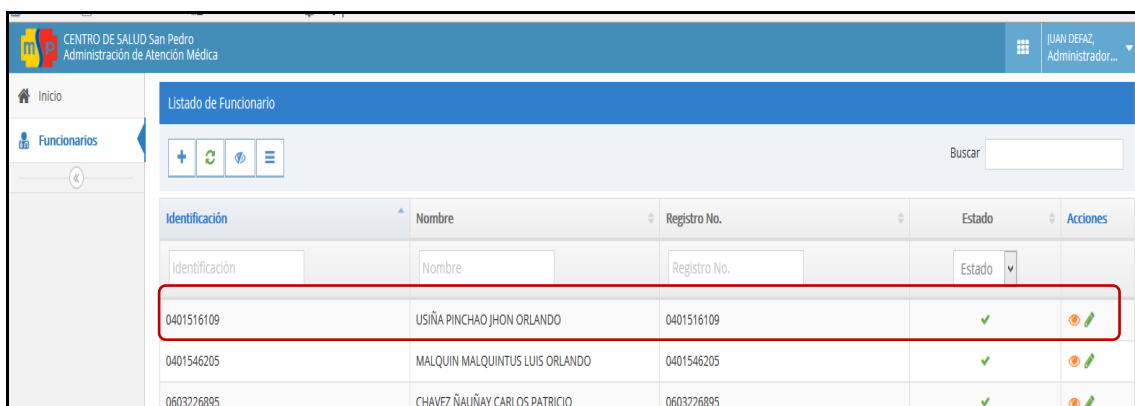 msp
CENTRO DE SALUD San Pedro
Administración de Atención Médica
JUAN DEFAZ,
Administrador...
Inicio
Funcionarios
Listado de Funcionario
Buscar
Identificación Nombre Registro No. Estado Acciones
Identificación Nombre Registro No. Estado
0401516109 USIÑA PINCHAO JHON ORLANDO 0401516109
0401546205 MALQUIN MALQUINTUS LUIS ORLANDO 0401546205
0603226895 CHAVEZ ÑAUÑAY CARLOS PATRICIO 0603226895